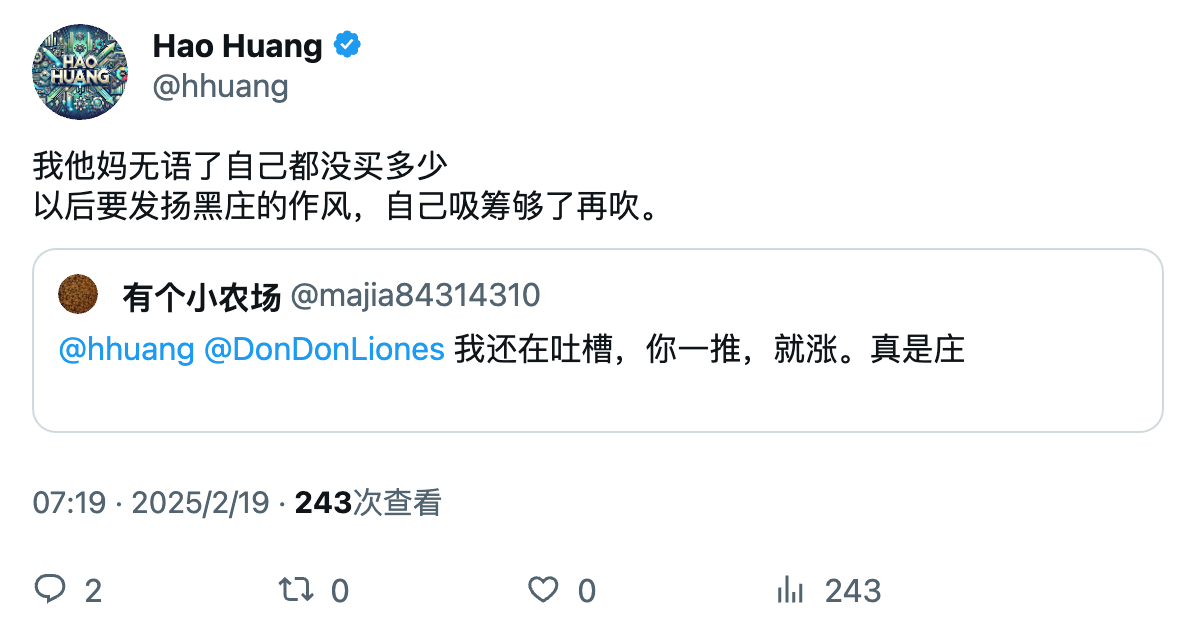 HAO
HUANG
Hao Huang
@hhuang
我他妈无语了自己都没买多少
以后要发扬黑庄的作风，自己吸筹够了再吹。
有个小农场 @majia84314310
@hhuang @DonDonLiones 我还在吐槽，你一推，就涨。真是庄
07:19 · 2025/2/19 · 243次查看
2 0 0 243